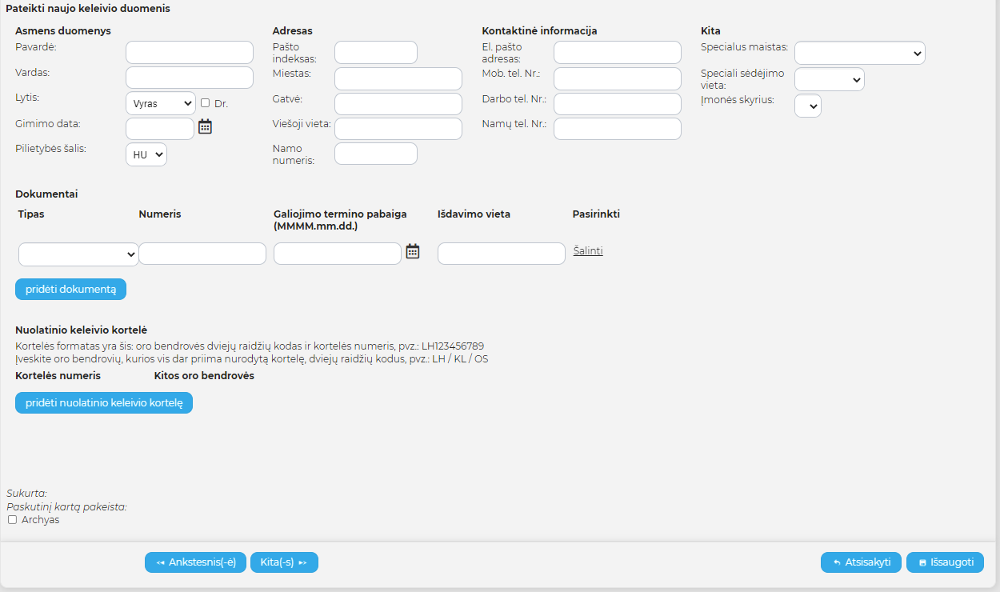 Pateikti naujo keleivio duomenis
Asmens duomenys
Pavardė:
Vardas:
Lytis:
Vyras
Dr.
Gimimo data:
Pilietybės šalis:
HU
Adresas
Pašto
indeksas:
Miestas:
Gatvė:
Viešoji vieta:
Namo
numeris:
Kontaktinė informacija
El. pašto
adresas:
Mob. tel. Nr.:
Darbo tel. Nr.:
Namų tel. Nr.:
Kita
Specialus maistas:
Speciali sėdėjimo
vieta:
Įmonės skyrius:
Dokumentai
Tipas
Numeris
Galiojimo termino pabaiga
(MMMM.mm.dd.)
Išdavimo vieta
Pasirinkti
Šalinti
pridėti dokumentą
Nuolatinio keleivio kortelė
Kortelės formatas yra šis: oro bendrovės dviejų raidžių kodas ir kortelės numeris, pvz.: LH123456789
Įveskite oro bendrovių, kurios vis dar priima nurodytą kortelę, dviejų raidžių kodus, pvz.: LH / KL / OS
Kortelės numeris
Kitos oro bendrovės
pridėti nuolatinio keleivio kortelę
Sukurta:
Paskutinį kartą pakeista:
Archyas
Ankstesnis(-ė)
Kita(-s)
Atsisakyti
Išsaugoti